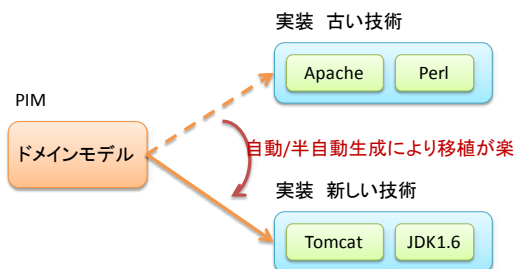 実装 古い技術
Apache
Perl
PIM
ドメインモデル
自動/半自動生成により移植が楽
実装 新しい技術
Tomcat
JDK1.6